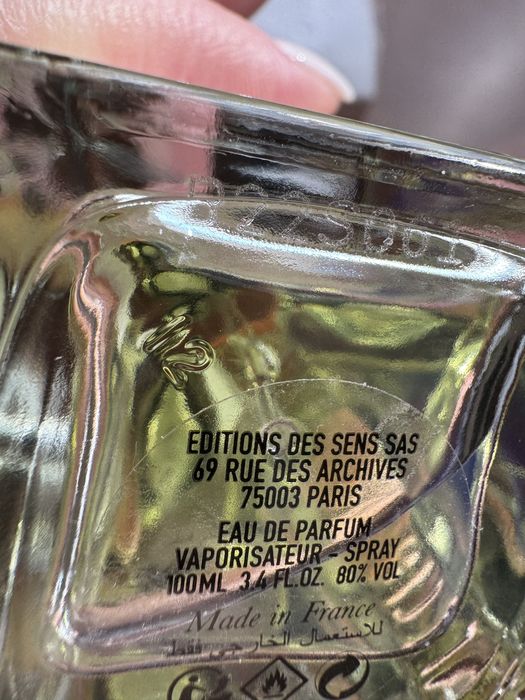 EDITIONS DES SENS SAS
69 RUE DES ARCHIVES
75003 PARIS
EAU DE PARFUM
VAPORISATEUR - SPRAY
100ML 3.4 FL.OZ. 80% VOL
Made in France
للاستعمال الخارجي فقط